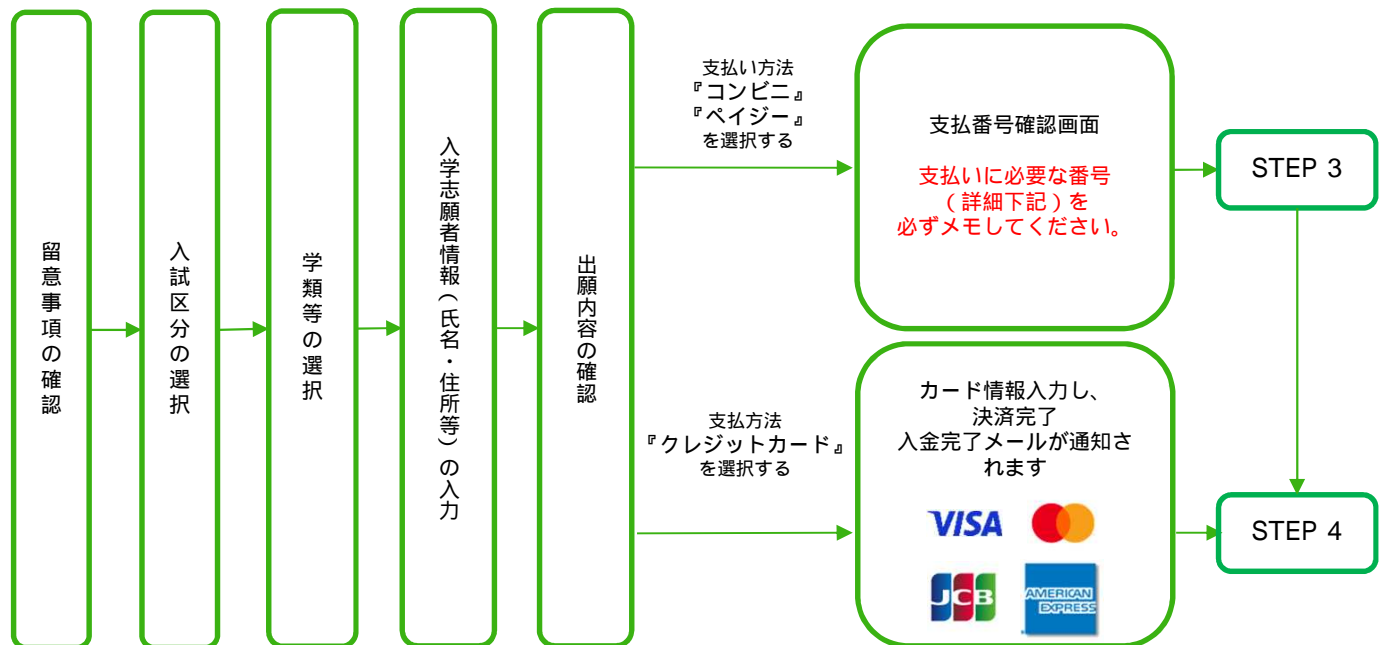 留意事項の確認
入試区分の選択
学類等の選択
入学志願者情報(氏名・住所等)の入力
出願内容の確認
支払い方法
『コンビニ』
『ペイジー』
を選択する
支払番号確認画面
支払いに必要な番号
(詳細下記)を
必ずメモしてください。
STEP 3
支払方法
『クレジットカード』
を選択する
カード情報入力し、
決済完了
入金完了メールが通知さ
れます
VISA
JCB
AMERICAN
EXPRESS
STEP 4